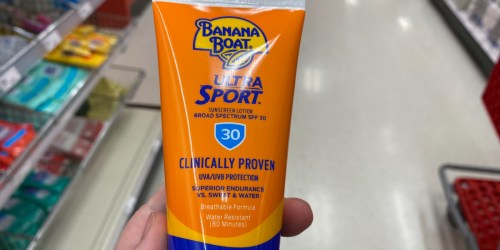 BANANA
BOAT
ULTRA
SPORT
SUNSCREEN LOTION
BROAD SPECTRUM SPF 30
30
CLINICALLY PROVEN
UVA/UVB PROTECTION
SUPERIOR ENDURANCE
VS. SWEAT & WATER
Breathable Formula
Water Resistant
(80 Minutes)